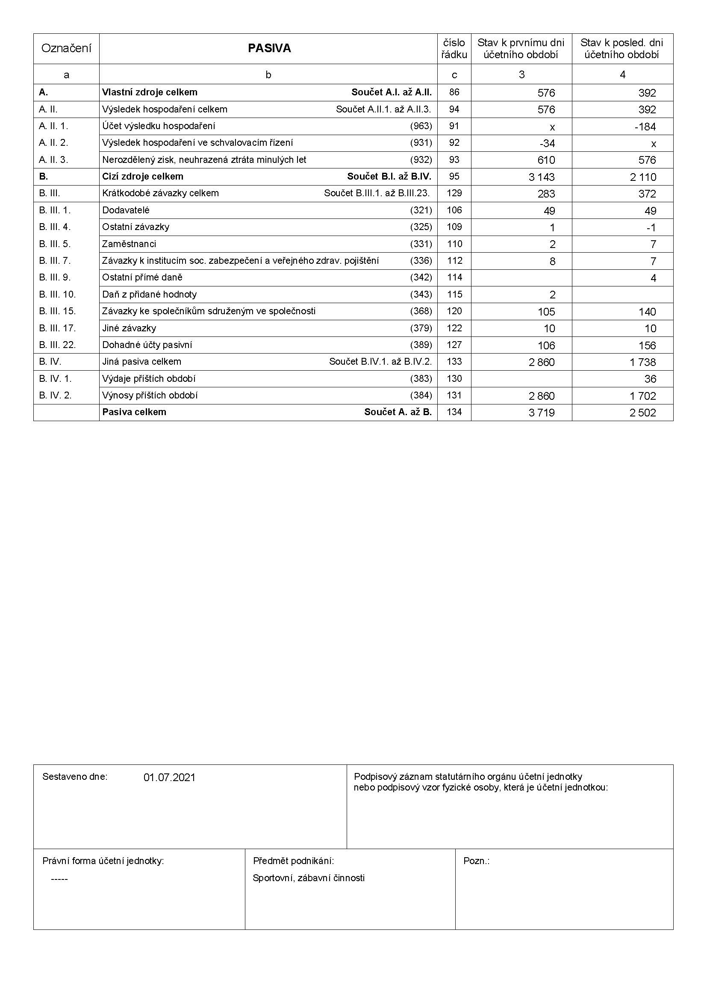 Označení PASIVA číslo řádku Stav k prvnímu dni účetního období Stav k posled. dni účetního období
a b c 3 4
A. Vlastní zdroje celkem Součet A.I. až A.II. 86 576 392
A. II. Výsledek hospodaření celkem Součet A.II.1. až A.II.3. 94 576 392
A. II. 1. Účet výsledku hospodaření (963) 91 x -184
A. II. 2. Výsledek hospodaření ve schvalovacím řízení (931) 92 -34 x
A. II. 3. Nerozdělený zisk, neuhrazená ztráta minulých let (932) 93 610 576
B. Cizí zdroje celkem Součet B.I. až B.IV. 95 3 143 2 110
B. III. Krátkodobé závazky celkem Součet B.III.1. až B.III.23. 129 283 372
B. III. 1. Dodavatelé (321) 106 49 49
B. III. 4. Ostatní závazky (325) 109 1 -1
B. III. 5. Zaměstnanci (331) 110 2 7
B. III. 7. Závazky k institucím soc. zabezpečení a veřejného zdrav. pojištění (336) 112 8 7
B. III. 9. Ostatní přímé daně (342) 114 4
B. III. 10. Daň z přidané hodnoty (343) 115 2
B. III. 15. Závazky ke společníkům sdruženým ve společnosti (368) 120 105 140
B. III. 17. Jiné závazky (379) 122 10 10
B. III. 22. Dohadné účty pasivní (389) 127 106 156
B. IV. Jiná pasiva celkem Součet B.IV.1. až B.IV.2. 133 2 860 1 738
B. IV. 1. Výdaje příštích období (383) 130 36
B. IV. 2. Výnosy příštích období (384) 131 2 860 1 702
Pasiva celkem Součet A. až B. 134 3 719 2 502
Sestaveno dne: 01.07.2021
Podpisový záznam statutárního orgánu účetní jednotky
nebo podpisový vzor fyzické osoby, která je účetní jednotkou:
Právní forma účetní jednotky:
-----
Předmět podnikání:
Sportovní, zábavní činnosti
Pozn.: